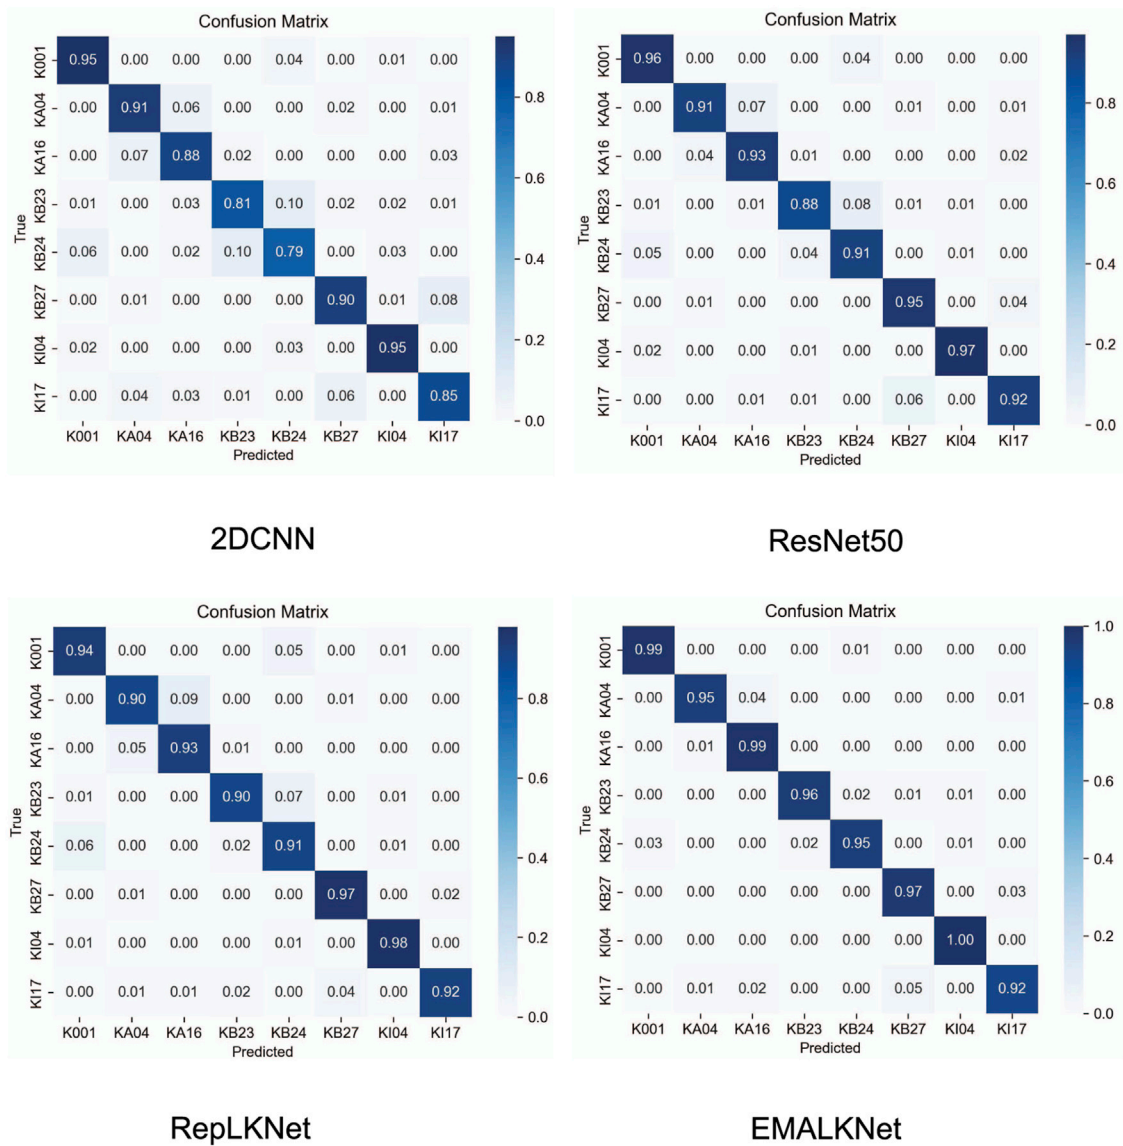 Confusion Matrix
K001 0.95 0.00 0.00 0.00 0.04 0.00 0.01 0.00
KA04 0.00 0.91 0.06 0.00 0.00 0.02 0.00 0.01
KA16 0.00 0.07 0.88 0.02 0.00 0.00 0.00 0.03
KB23 0.01 0.00 0.03 0.81 0.10 0.02 0.02 0.01
KB24 0.06 0.00 0.02 0.10 0.79 0.00 0.03 0.00
KB27 0.00 0.01 0.00 0.00 0.00 0.90 0.01 0.08
KI04 0.02 0.00 0.00 0.00 0.03 0.00 0.95 0.00
KI17 0.00 0.04 0.03 0.01 0.00 0.06 0.00 0.85
K001 KA04 KA16 KB23 KB24 KB27 KI04 KI17
Predicted
True
0.8
0.6
0.4
0.2
0.0
2DCNN
Confusion Matrix
K001 0.96 0.00 0.00 0.00 0.04 0.00 0.00 0.00
KA04 0.00 0.91 0.07 0.00 0.00 0.01 0.00 0.01
KA16 0.00 0.04 0.93 0.01 0.00 0.00 0.00 0.02
KB23 0.01 0.00 0.01 0.88 0.08 0.01 0.01 0.00
KB24 0.05 0.00 0.00 0.04 0.91 0.00 0.01 0.00
KB27 0.00 0.01 0.00 0.00 0.00 0.95 0.00 0.04
KI04 0.02 0.00 0.00 0.01 0.00 0.00 0.97 0.00
KI17 0.00 0.00 0.01 0.01 0.00 0.06 0.00 0.92
K001 KA04 KA16 KB23 KB24 KB27 KI04 KI17
Predicted
True
0.8
0.6
0.4
0.2
0.0
ResNet50
Confusion Matrix
K001 0.94 0.00 0.00 0.00 0.05 0.00 0.01 0.00
KA04 0.00 0.90 0.09 0.00 0.00 0.01 0.00 0.00
KA16 0.00 0.05 0.93 0.01 0.00 0.00 0.00 0.00
KB23 0.01 0.00 0.00 0.90 0.07 0.00 0.01 0.00
KB24 0.06 0.00 0.00 0.02 0.91 0.00 0.01 0.00
KB27 0.00 0.01 0.00 0.00 0.00 0.97 0.00 0.02
KI04 0.01 0.00 0.00 0.00 0.01 0.00 0.98 0.00
KI17 0.00 0.01 0.01 0.02 0.00 0.04 0.00 0.92
K001 KA04 KA16 KB23 KB24 KB27 KI04 KI17
Predicted
True
0.8
0.6
0.4
0.2
0.0
RepLKNet
Confusion Matrix
K001 0.99 0.00 0.00 0.00 0.01 0.00 0.00 0.00
KA04 0.00 0.95 0.04 0.00 0.00 0.00 0.00 0.01
KA16 0.00 0.01 0.99 0.00 0.00 0.00 0.00 0.00
KB23 0.00 0.00 0.00 0.96 0.02 0.01 0.01 0.00
KB24 0.03 0.00 0.00 0.02 0.95 0.00 0.01 0.00
KB27 0.00 0.00 0.00 0.00 0.00 0.97 0.00 0.03
KI04 0.00 0.00 0.00 0.00 0.00 0.00 1.00 0.00
KI17 0.00 0.01 0.02 0.00 0.00 0.05 0.00 0.92
K001 KA04 KA16 KB23 KB24 KB27 KI04 KI17
Predicted
True
1.0
0.8
0.6
0.4
0.2
0.0
EMALKNet